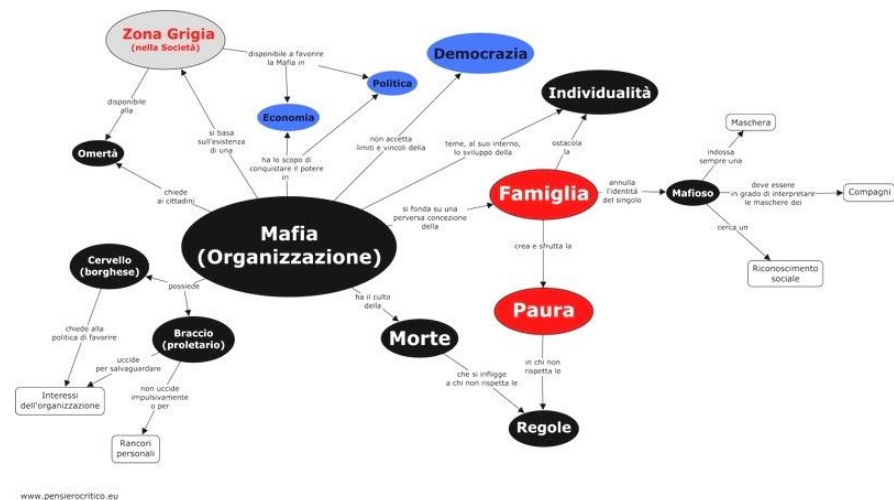 Zona Grigia
(nella Società)
disponibile a favorire
la Mafia in
Democrazia
Politica
Economia
Individualità
disponibile
alla
si basa
sull'esistenza
di una
non accetta
limiti e vincoli della
teme, al suo interno,
lo sviluppo della
ostacola
la
Maschera
indossa
sempre una
Omertà
ha lo scopo di
conquistare il potere
in
chiede
ai cittadini
Famiglia
annulla
l'identità
del singolo
Mafioso
deve essere
in grado di interpretare
le maschere dei
Compagni
si fonda su una
perversa concezione
della
Mafia
(Organizzazione)
cerca un
Riconoscimento
sociale
crea e sfrutta la
Cervello
(borghese)
possiede
ha il culto
della
Paura
chiede alla
politica di favorire
Braccio
(proletario)
Morte
in chi non
rispetta le
uccide
per salvaguardare
che si infligge
a chi non rispetta le
non uccide
impulsivamente
o per
Interessi
dell'organizzazione
Regole
Rancori
personali
www.pensierocritico.eu